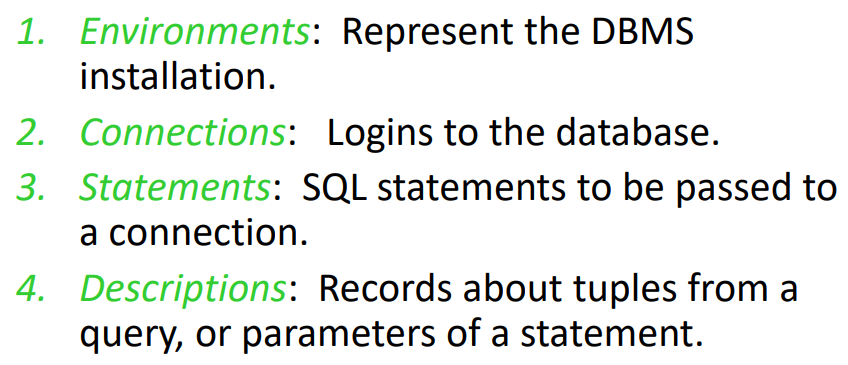 1. Environments: Represent the DBMS
installation.
2. Connections: Logins to the database.
3. Statements: SQL statements to be passed to
a connection.
4. Descriptions: Records about tuples from a
query, or parameters of a statement.